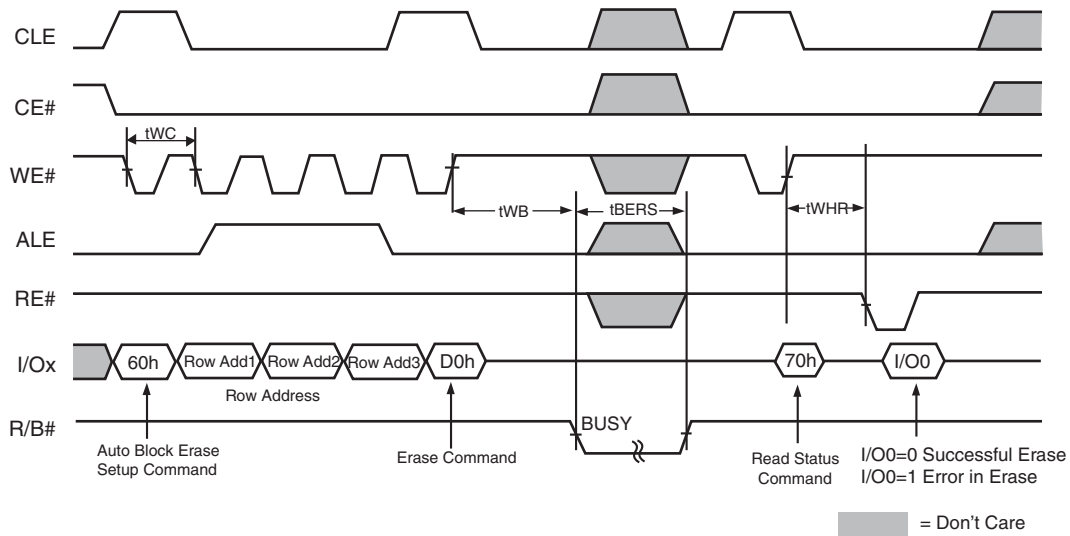 CLE
CE#
tWC
WE#
tWB
tBERS
tWHR
ALE
RE#
I/Ox
60h
Row Add1
Row Add2
Row Add3
D0h
70h
I/O0
Row Address
R/B#
BUSY
Auto Block Erase
Setup Command
Erase Command
Read Status
Command
I/O0=0 Successful Erase
I/O0=1 Error in Erase
= Don't Care